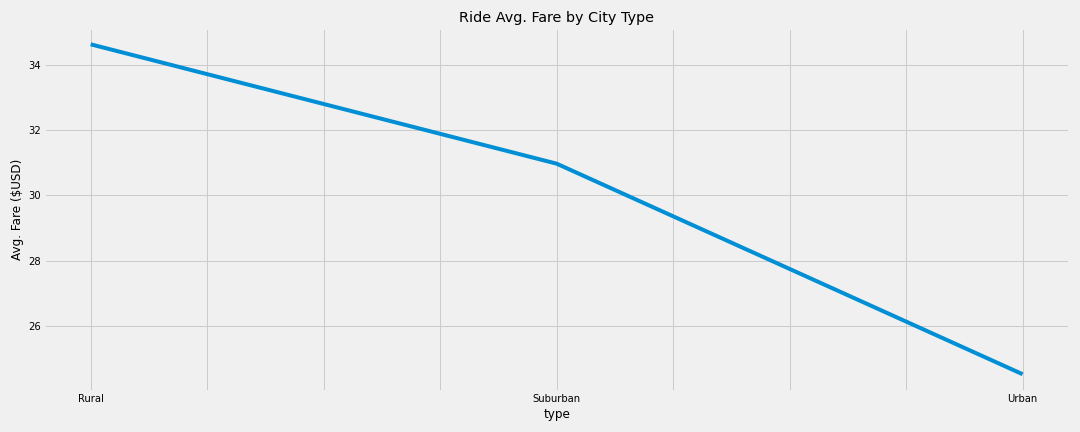 Ride Avg. Fare by City Type
Avg. Fare ($USD)
34
32
30
28
26
Rural Suburban Urban
type